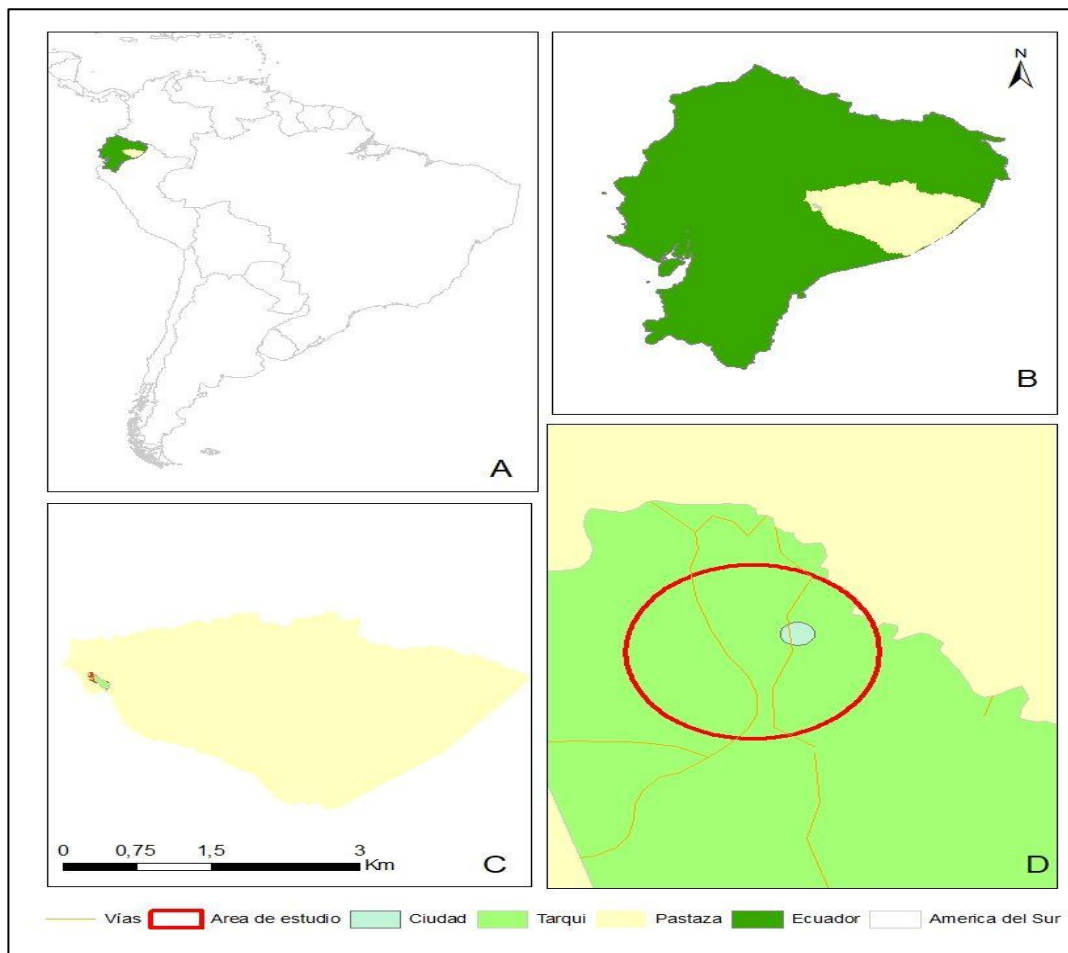 A
N
B
0 0,75 1,5 3
Km
C
D
Vías Area de estudio Ciudad Tarqui Pastaza Ecuador America del Sur